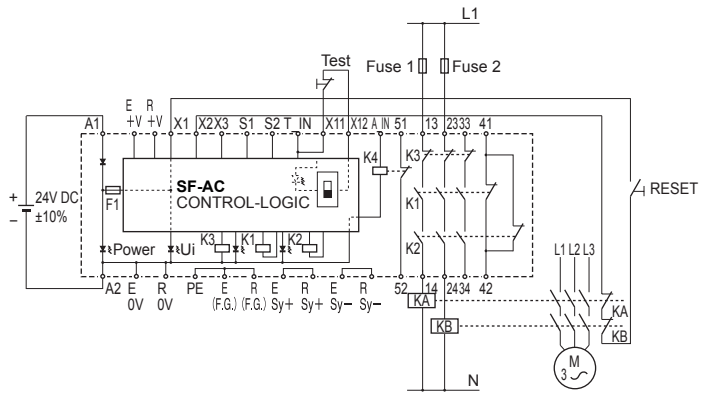 L1
Test
Fuse 1
Fuse 2
A1
E
+V
R
+V
X1
X2
X3
S1
S2
T_IN
X11
X12
A IN
51
13
23
33
41
K4
K3
SF-AC
CONTROL-LOGIC
F1
K1
RESET
+
−
24V DC
±10%
Power
Ui
K3
K1
K2
K2
L1
L2
L3
A2
E
0V
R
0V
PE
E
(F.G.)
R
(F.G.)
E
Sy+
R
Sy+
E
Sy−
R
Sy−
52
14
24
34
42
KA
KA
KB
KB
M
3
N